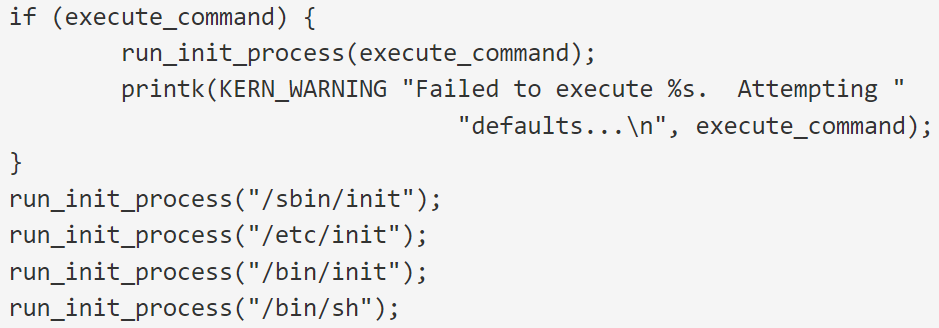 if (execute_command) {
        run_init_process(execute_command);
        printk(KERN_WARNING "Failed to execute %s.  Attempting "
                                "defaults...\n", execute_command);
}
run_init_process("/sbin/init");
run_init_process("/etc/init");
run_init_process("/bin/init");
run_init_process("/bin/sh");